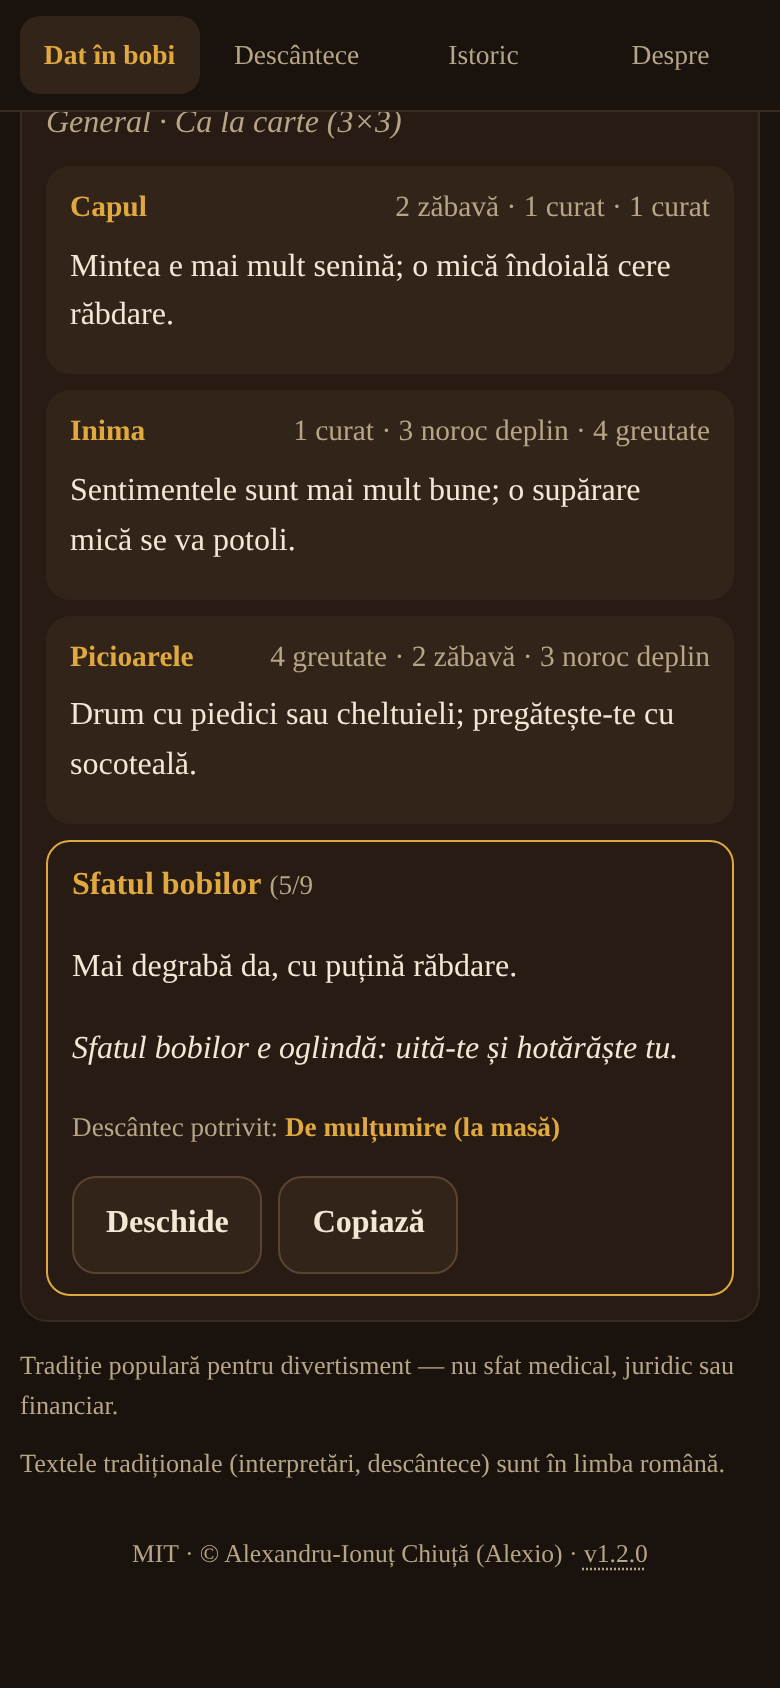 Dat în bobi Descântece Istoric Despre
General · Ca la carte (3×3)
Capul 2 zăbavă · 1 curat · 1 curat
Mintea e mai mult senină; o mică îndoială cere
răbdare.
Inima 1 curat · 3 noroc deplin · 4 greutate
Sentimentele sunt mai mult bune; o supărare
mică se va potoli.
Picioarele 4 greutate · 2 zăbavă · 3 noroc deplin
Drum cu piedici sau cheltuieli; pregătește-te cu
socoteală.
Sfatul bobilor (5/9
Mai degrabă da, cu puțină răbdare.
Sfatul bobilor e oglindă: uită-te și hotărăște tu.
Descântec potrivit: De mulțumire (la masă)
Deschide Copiază
Tradiție populară pentru divertisment — nu sfat medical, juridic sau
financiar.
Textele tradiționale (interpretări, descântece) sunt în limba română.
MIT · © Alexandru-Ionuț Chiuță (Alexio) · v1.2.0